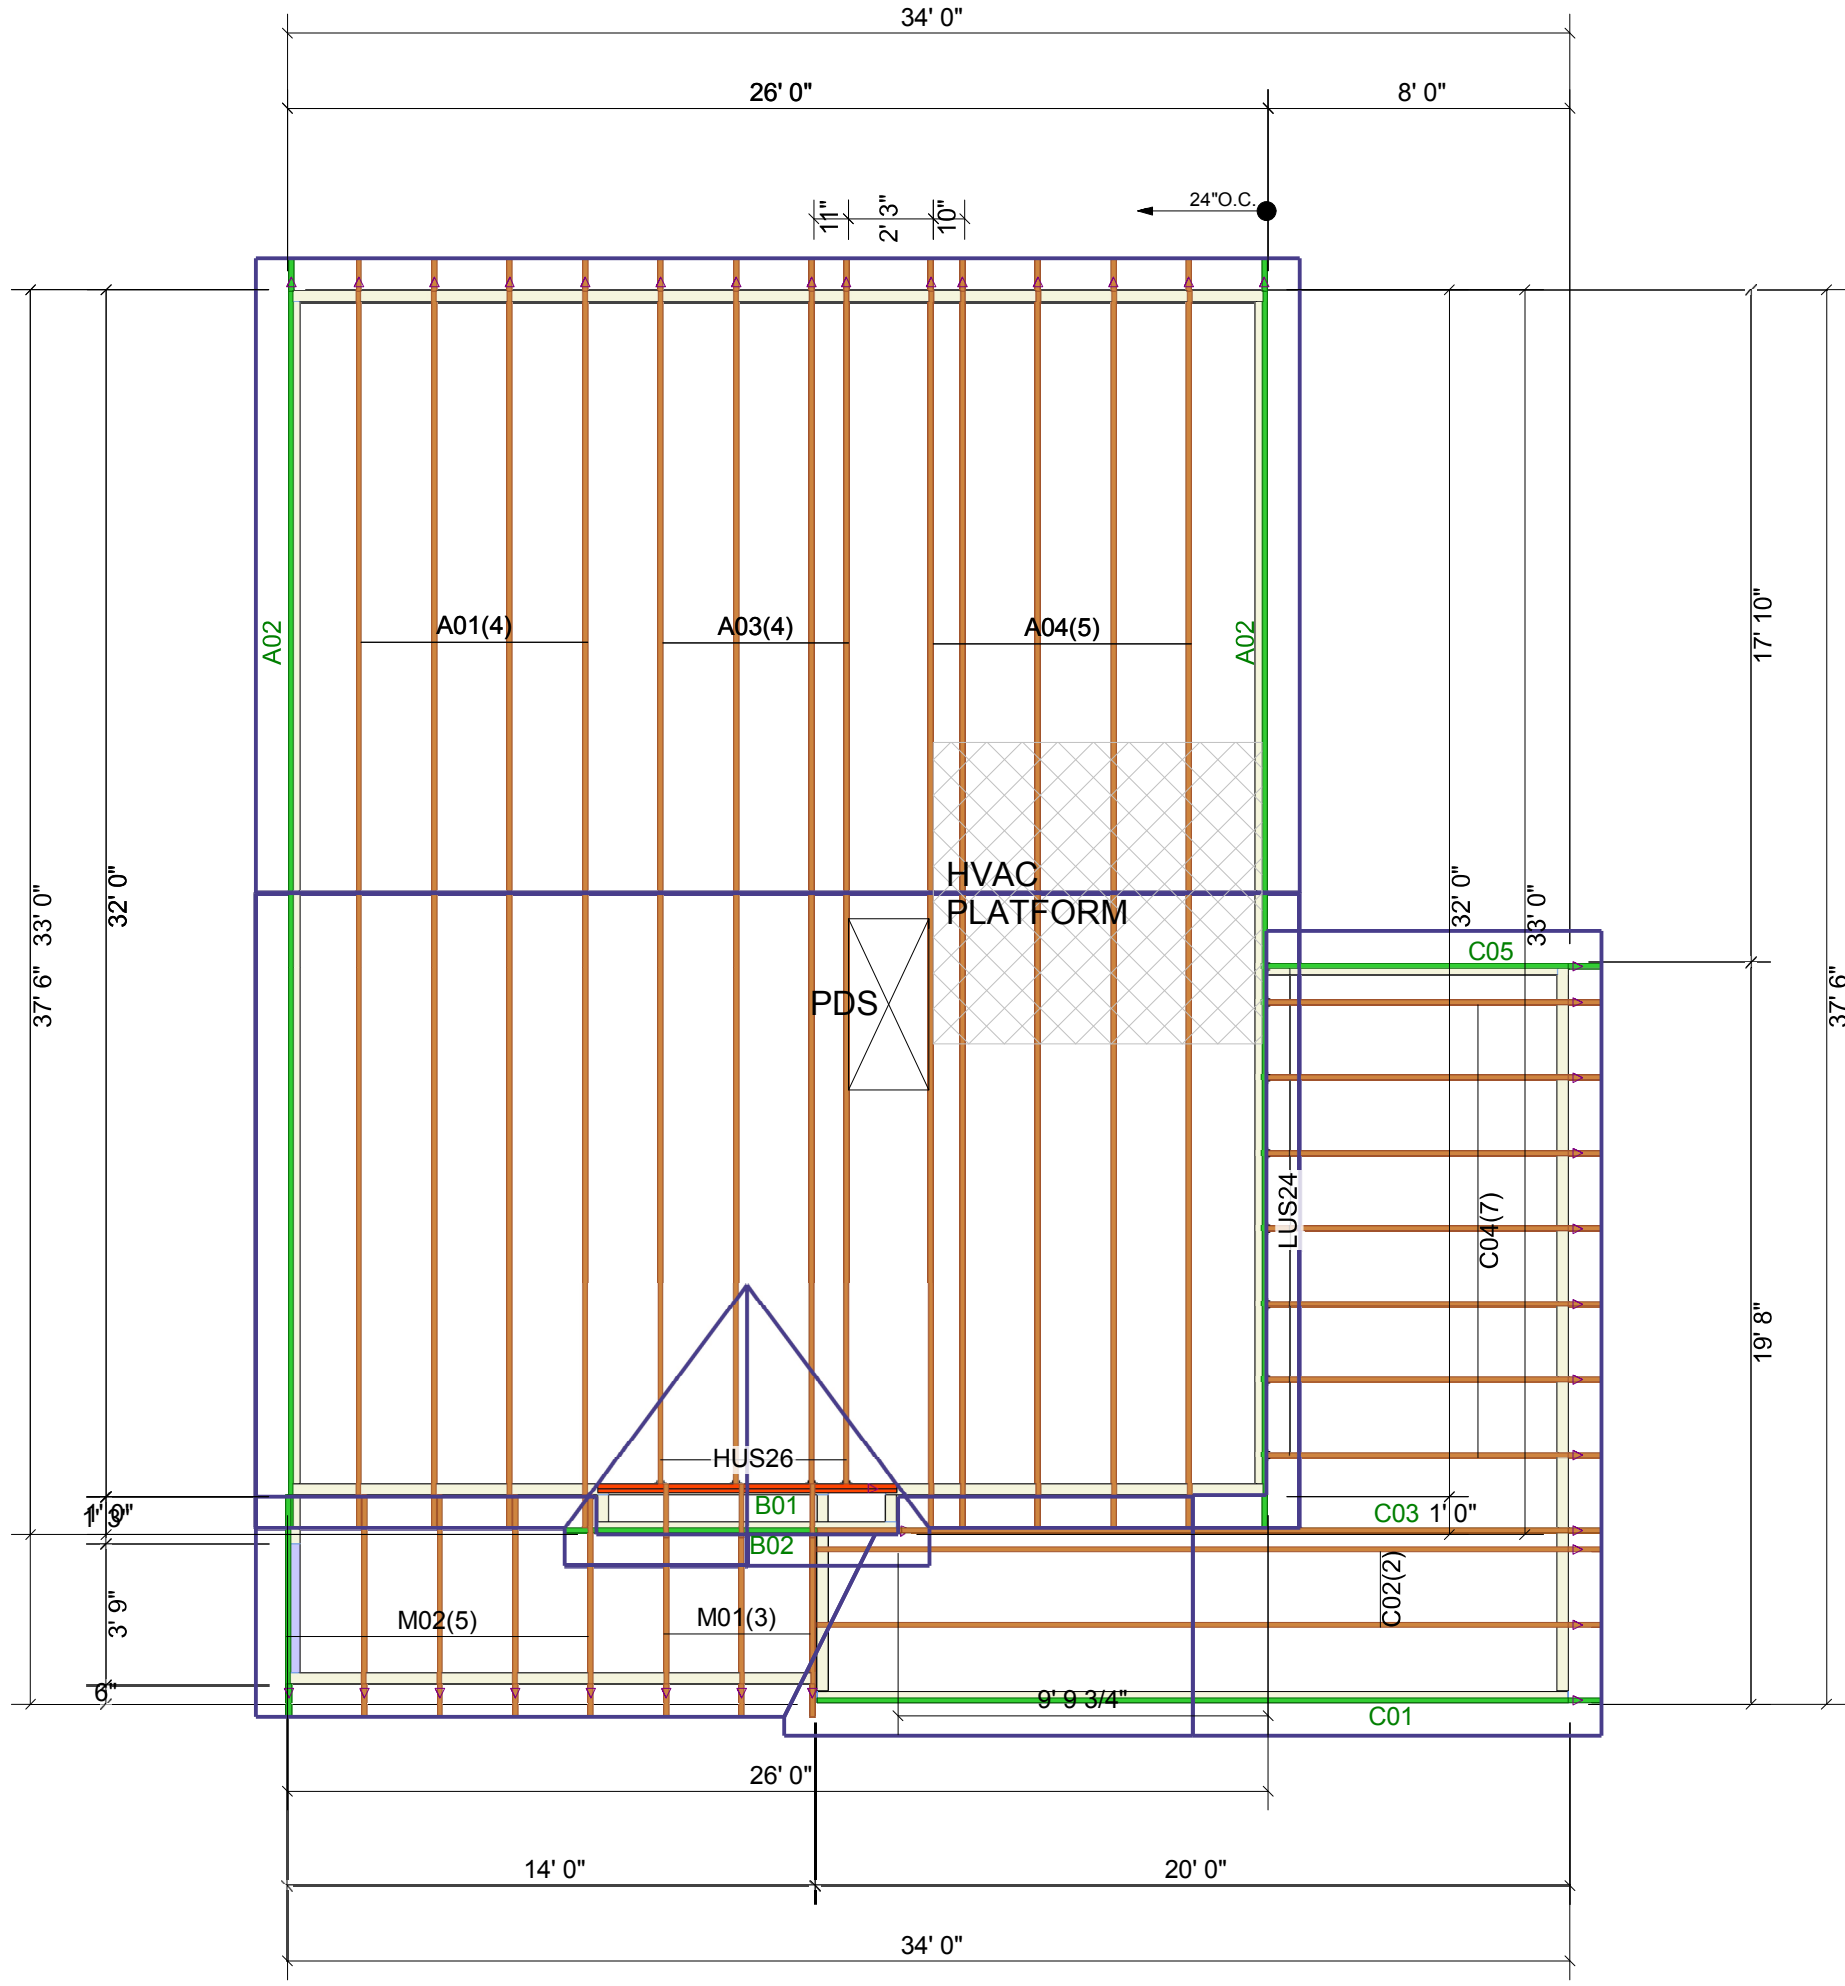 34' 0"
26' 0"
8' 0"
24"O.C.
11"
2' 3"
10"
A01(4)
A03(4)
A04(5)
A02
A02
17' 10"
HVAC
PLATFORM
PDS
37' 6"
33' 0"
32' 0"
32' 0"
33' 0"
37' 6"
C05
LUS24
C04(7)
19' 8"
HUS26
B01
B02
C03
1' 0"
1' 0"
1' 3"
C02(2)
M02(5)
M01(3)
3' 9"
6"
9' 9 3/4"
C01
26' 0"
14' 0"
20' 0"
34' 0"